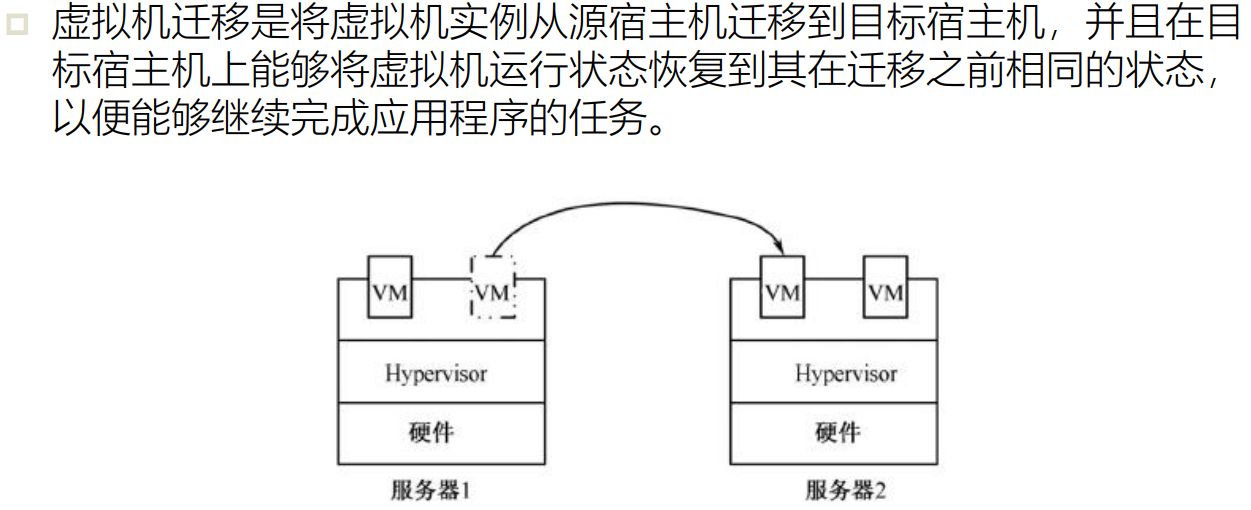 虚拟机迁移是将虚拟机实例从源宿主机迁移到目标宿主机，并且在目
标宿主机上能够将虚拟机运行状态恢复到其在迁移之前相同的状态，
以便能够继续完成应用程序的任务。
VM
VM
VM
VM
Hypervisor
Hypervisor
硬件
硬件
服务器1
服务器2